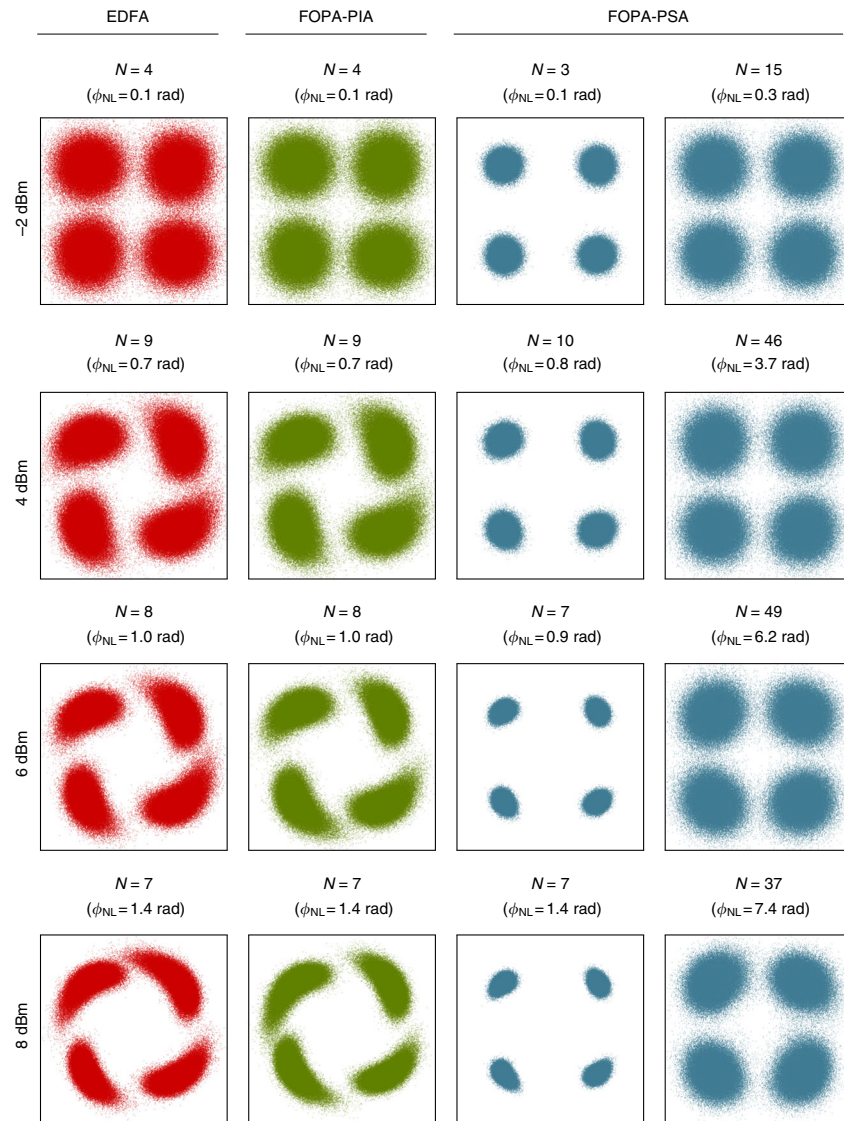 EDFA FOPA-PIA FOPA-PSA
N = 4 N = 4 N = 3 N = 15
(ϕNL = 0.1 rad) (ϕNL = 0.1 rad) (ϕNL = 0.1 rad) (ϕNL = 0.3 rad)
–2 dBm
N = 9 N = 9 N = 10 N = 46
(ϕNL = 0.7 rad) (ϕNL = 0.7 rad) (ϕNL = 0.8 rad) (ϕNL = 3.7 rad)
4 dBm
N = 8 N = 8 N = 7 N = 49
(ϕNL = 1.0 rad) (ϕNL = 1.0 rad) (ϕNL = 0.9 rad) (ϕNL = 6.2 rad)
6 dBm
N = 7 N = 7 N = 7 N = 37
(ϕNL = 1.4 rad) (ϕNL = 1.4 rad) (ϕNL = 1.4 rad) (ϕNL = 7.4 rad)
8 dBm